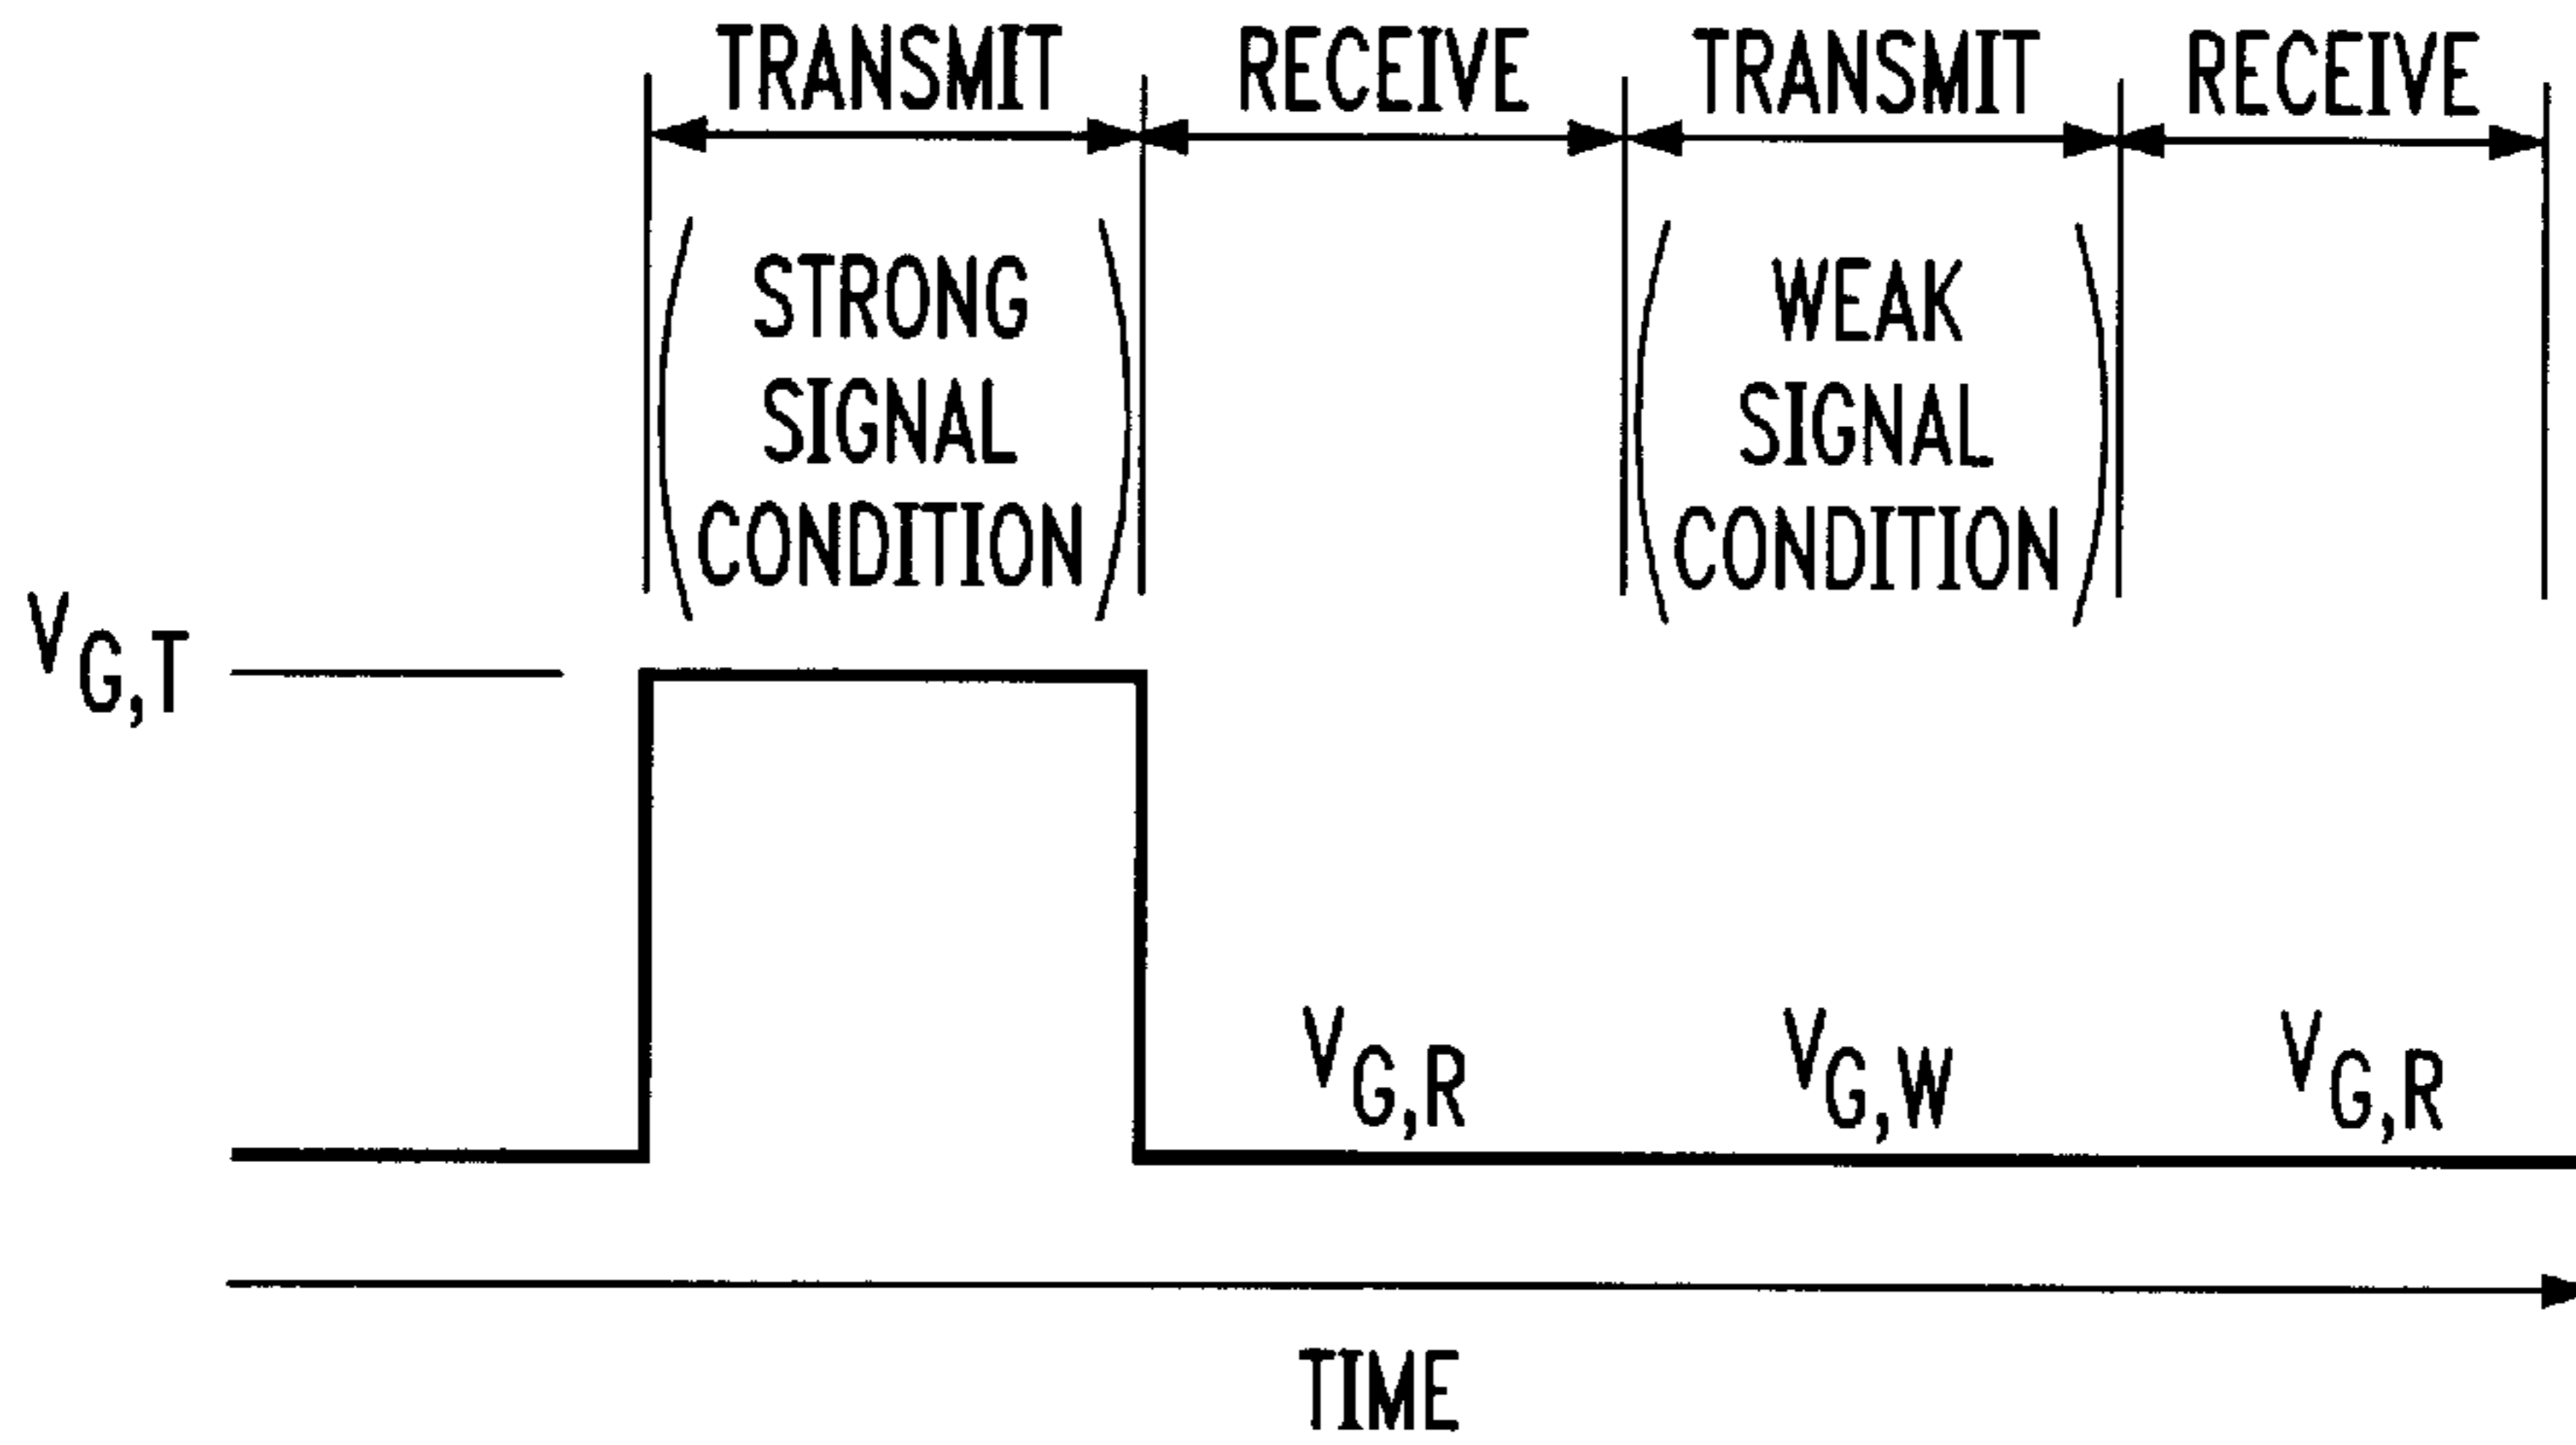 TRANSMIT RECEIVE TRANSMIT RECEIVE
STRONG
SIGNAL
CONDITION
WEAK
SIGNAL
CONDITION
VG,T
VG,R VG,W VG,R
TIME